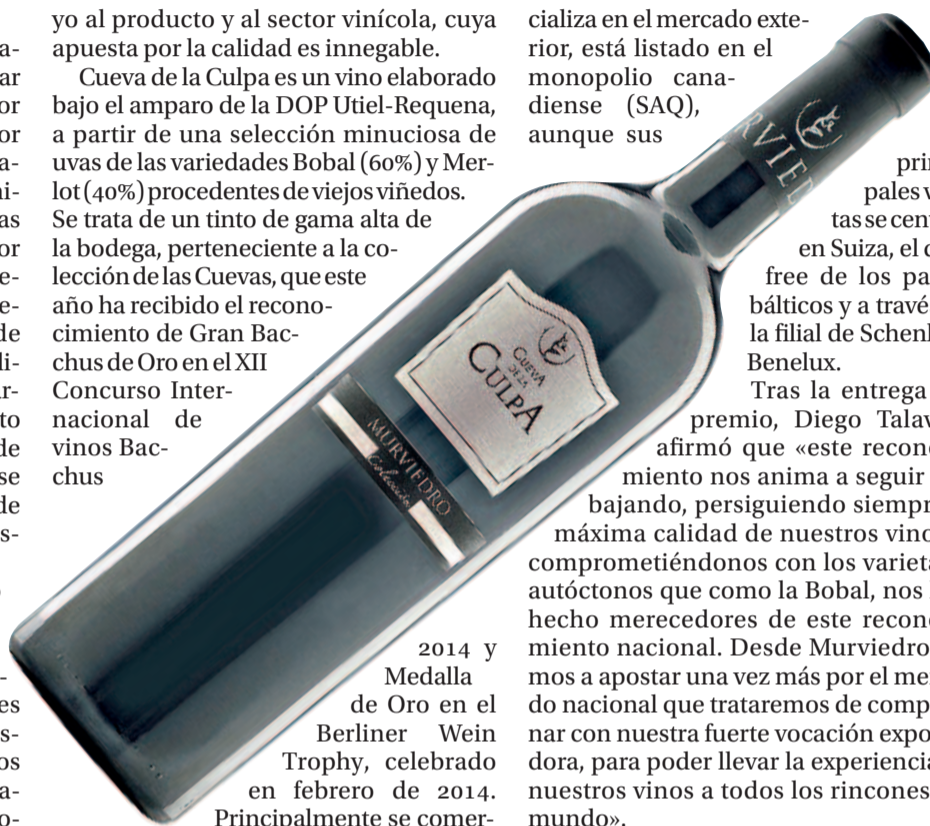 yo al producto y al sector vinícola, cuya
apuesta por la calidad es innegable.
Cueva de la Culpa es un vino elaborado
bajo el amparo de la DOP Utiel-Requena,
a partir de una selección minuciosa de
uvas de las variedades Bobal (60%) y Mer-
lot (40%) procedentes de viejos viñedos.
Se trata de un tinto de gama alta de
la bodega, perteneciente a la co-
lección de las Cuevas, que este
año ha recibido el recono-
cimiento de Gran Bac-
chus de Oro en el XII
Concurso Inter-
nacional de
vinos Bac-
chus
2014 y
Medalla
de Oro en el
Berliner Wein
Trophy, celebrado
en febrero de 2014.
Principalmente se comer-
cializa en el mercado exte-
rior, está listado en el
monopolio cana-
diense (SAQ),
aunque sus
prin
pales v
tas se cent
en Suiza, el d
free de los pa
bálticos y a travé
la filial de Schenk
Benelux.
Tras la entrega
premio, Diego Talav
afirmó que «este recono
miento nos anima a seguir
bajando, persiguiendo siempr
máxima calidad de nuestros vino
comprometiéndonos con los varieta
autóctonos que como la Bobal, nos
hecho merecedores de este recono
miento nacional. Desde Murviedro
mos a apostar una vez más por el mer
do nacional que trataremos de comp
nar con nuestra fuerte vocación expo
dora, para poder llevar la experiencia
nuestros vinos a todos los rincones
mundo».
CUEVA
DE LA
CULPA
MURVIEDRO
Colección